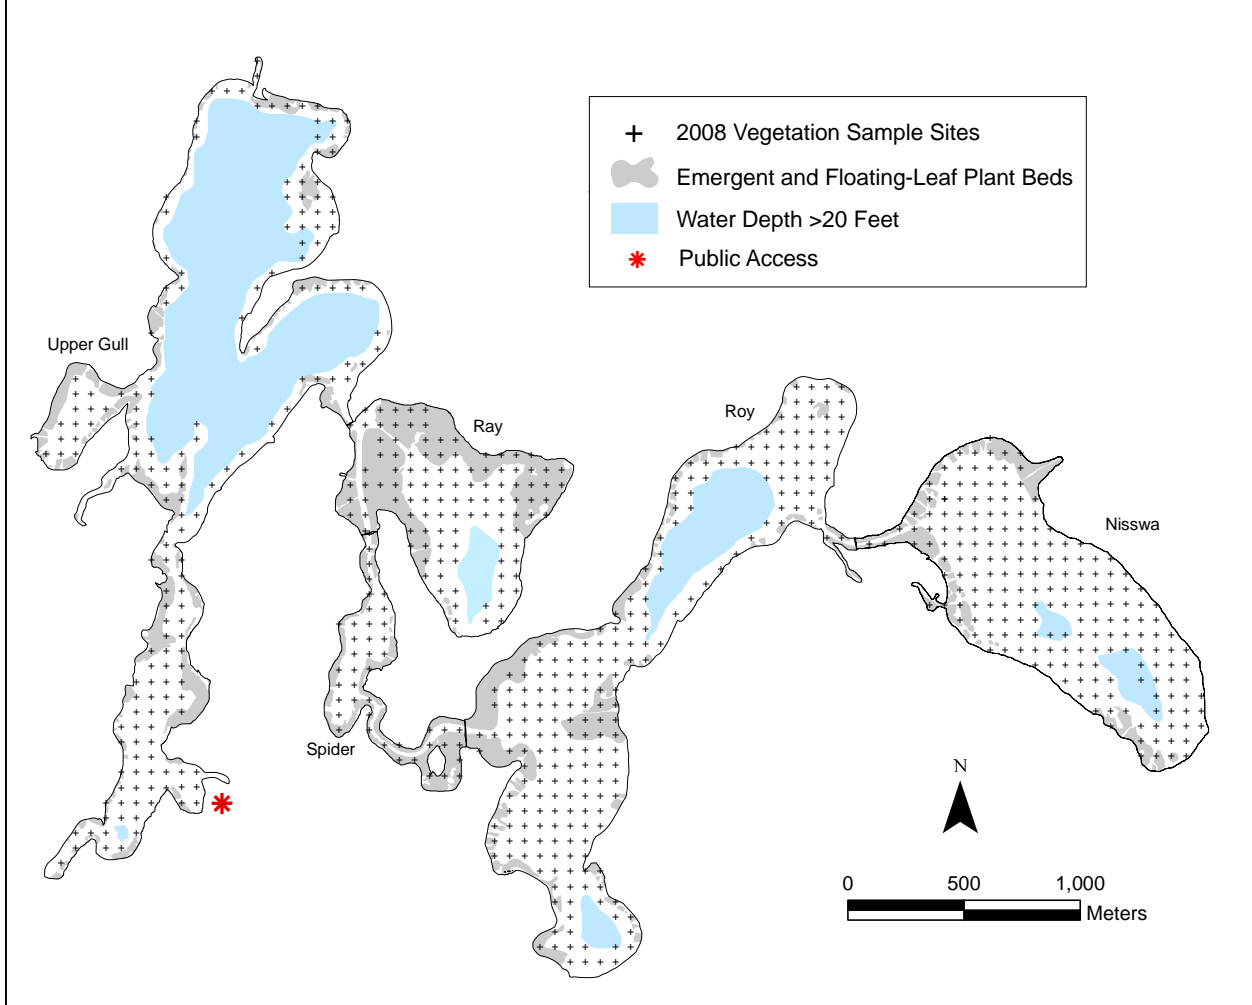 2008 Vegetation Sample Sites
Emergent and Floating-Leaf Plant Beds
Water Depth >20 Feet
Public Access
Upper Gull
Ray
Roy
Nisswa
Spider
N
0 500 1,000
Meters